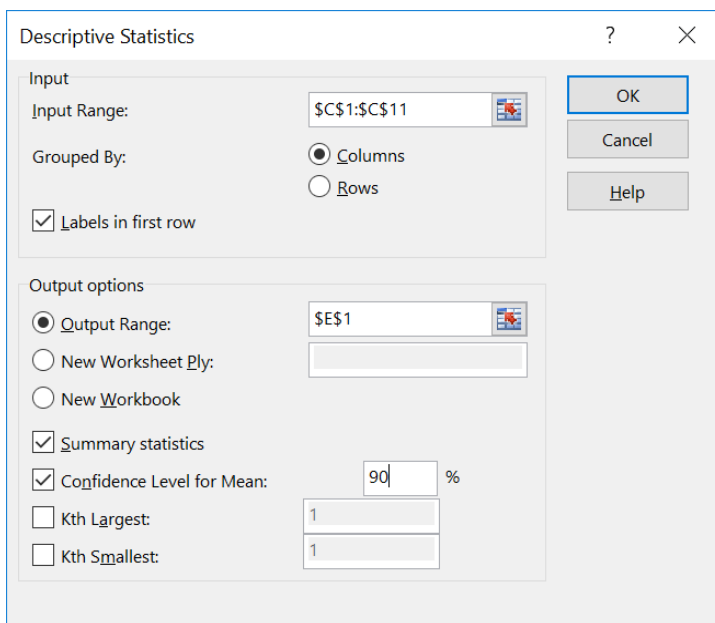 Descriptive Statistics ?
Input
Input Range: $C$1:$C$11
OK
Grouped By: Columns
Cancel
Rows
Help
Labels in first row
Output options
Output Range: $E$1
New Worksheet Ply:
New Workbook
Summary statistics
Confidence Level for Mean: 90 %
Kth Largest: 1
Kth Smallest: 1